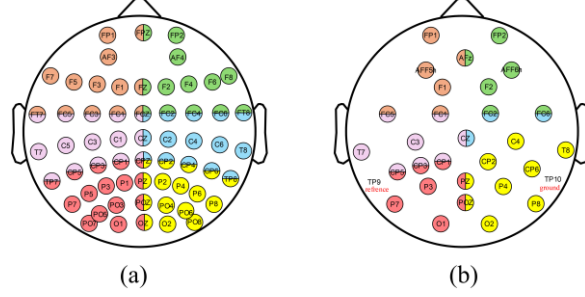 FP1 FPZ FP2
AF3 AF4
F7 F5 F3 F1 FZ F2 F4 F6 F8
FT7 FC5 FC3 FC1 FCZ FC2 FC4 FC6 FT8
T7 C5 C3 C1 CZ C2 C4 C6 T8
TP7 CP5 CP3 CP1 CPZ CP2 CP4 CP6 TP8
P7 P5 P3 P1 PZ P2 P4 P6 P8
PO7 PO5 PO3 POZ PO4 PO6 PO8
O1 O2
(a)
FP1 FP2
AFz
AFF5h AFF6h
F1 F2
FC5 FC1 FC2 FC6
T7 C3 CZ C4 T8
CP5 CP3 CP1 CP2 CP6
TP9 TP10
refrence ground
P7 P3 PZ P4 P8
POZ
O1 O2
(b)